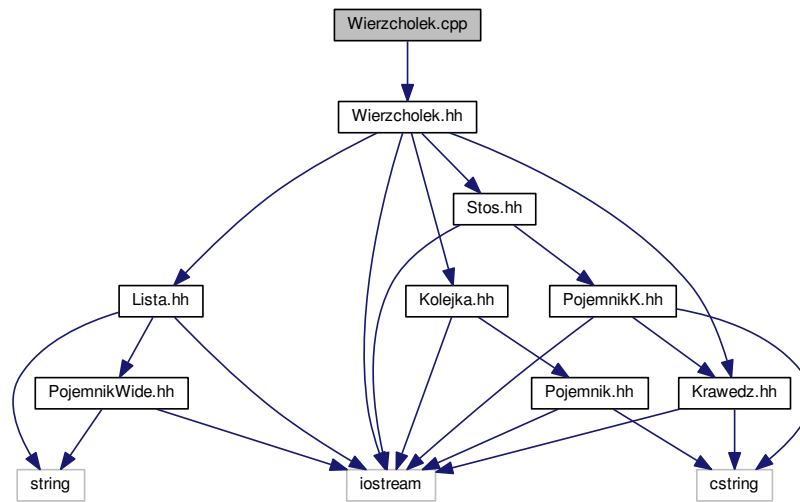 Wierzcholek.cpp
Wierzcholek.hh
Stos.hh
Lista.hh
Kolejka.hh
PojemnikK.hh
PojemnikWide.hh
Pojemnik.hh
Krawedz.hh
string
iostream
cstring